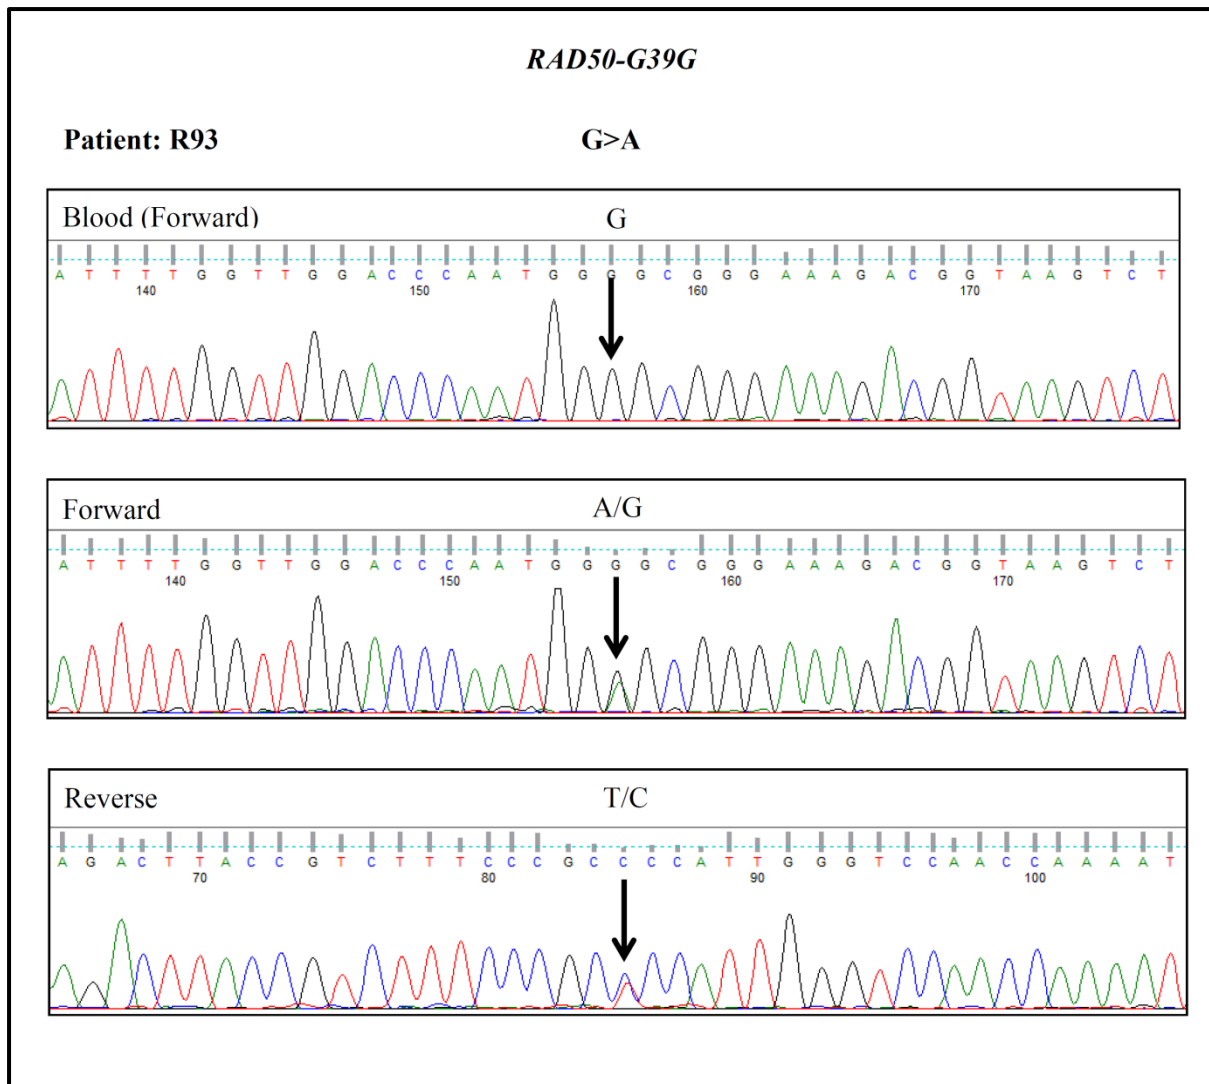 RAD50-G39G
Patient: R93 G>A
Blood (Forward) G
A T T T T G G T T G G A C C C A A T G G G G C G G G A A A G A C G G T A A G T C T
140 150 160 170
Forward A/G
A T T T T G G T T G G A C C C A A T G G G G C G G G A A A G A C G G T A A G T C T
140 150 160 170
Reverse T/C
A G A C T T A C C G T C T T T C C C G C C C C A T T G G G T C C A A C C A A A A T
70 80 90 100